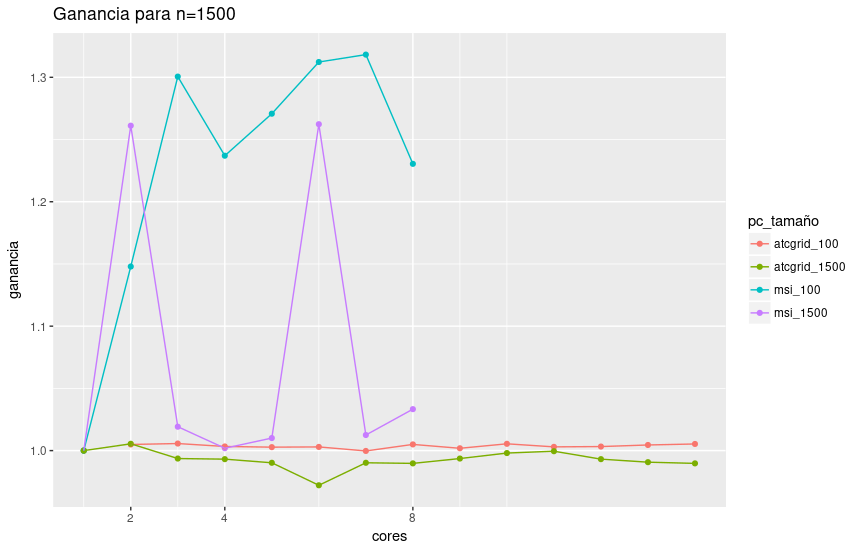 Ganancia para n=1500
1.3
1.2
1.1
1.0
ganancia
2 4 8
cores
pc_tamaño
atcgrid_100
atcgrid_1500
msi_100
msi_1500